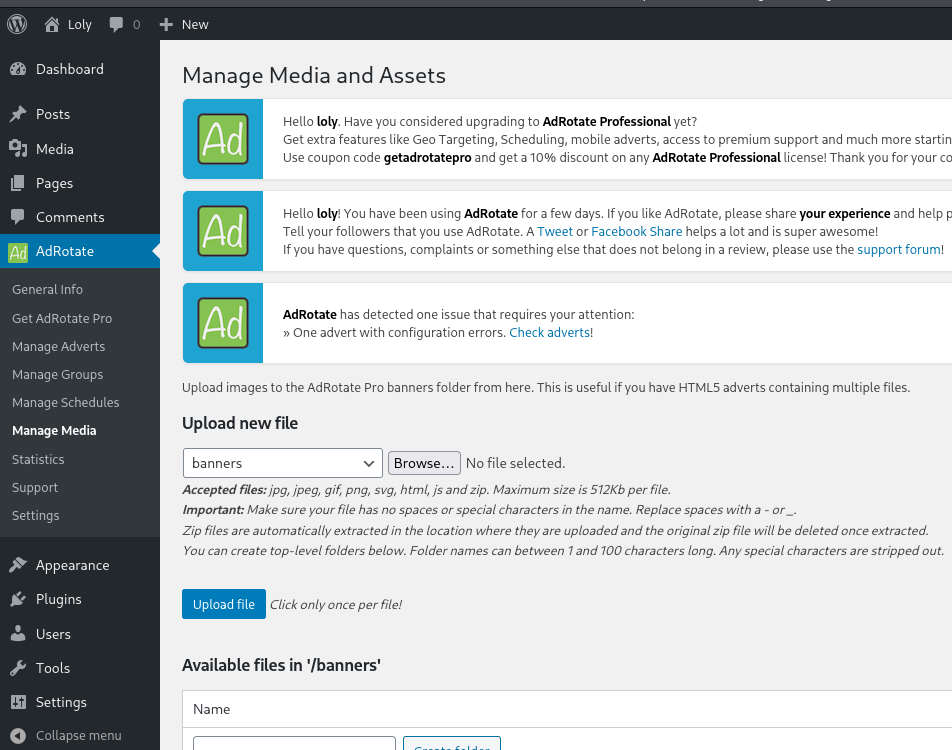 Loly
0
New
Dashboard
Posts
Media
Pages
Comments
Ad AdRotate
General Info
Get AdRotate Pro
Manage Adverts
Manage Groups
Manage Schedules
Manage Media
Statistics
Support
Settings
Appearance
Plugins
Users
Tools
Settings
Collapse menu
Manage Media and Assets
Ad
Hello loly. Have you considered upgrading to AdRotate Professional yet?
Get extra features like Geo Targeting, Scheduling, mobile adverts, access to premium support and much more starting
Use coupon code getadrotatepro and get a 10% discount on any AdRotate Professional license! Thank you for your co
Ad
Hello loly! You have been using AdRotate for a few days. If you like AdRotate, please share your experience and help p
Tell your followers that you use AdRotate. A Tweet or Facebook Share helps a lot and is super awesome!
If you have questions, complaints or something else that does not belong in a review, please use the support forum!
Ad
AdRotate has detected one issue that requires your attention:
» One advert with configuration errors. Check adverts!
Upload images to the AdRotate Pro banners folder from here. This is useful if you have HTML5 adverts containing multiple files.
Upload new file
banners
Browse... No file selected.
Accepted files: jpg, jpeg, gif, png, svg, html, js and zip. Maximum size is 512Kb per file.
Important: Make sure your file has no spaces or special characters in the name. Replace spaces with a - or _.
Zip files are automatically extracted in the location where they are uploaded and the original zip file will be deleted once extracted.
You can create top-level folders below. Folder names can between 1 and 100 characters long. Any special characters are stripped out.
Upload file Click only once per file!
Available files in '/banners'
Name
Create folder